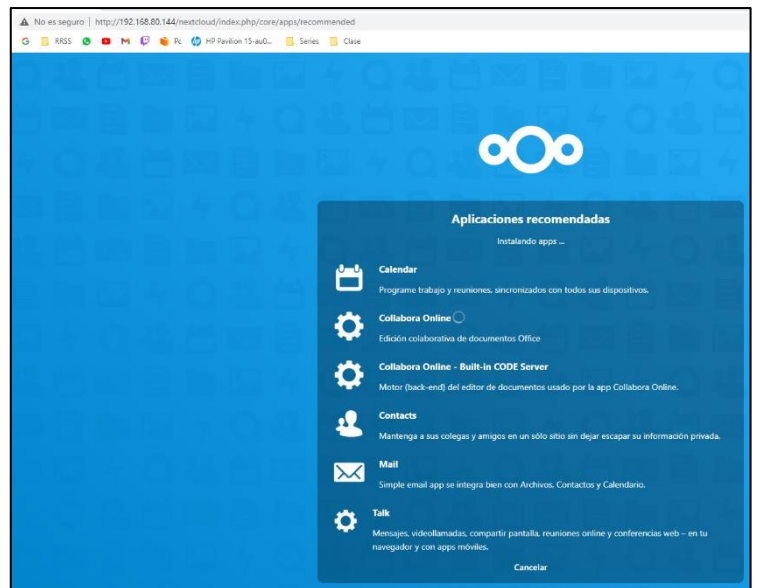 No es seguro | http://192.168.80.144/nextcloud/index.php/core/apps/recommended
G RRSS Pc HP Pavilion 15-au0... Series Clase
Aplicaciones recomendadas
Instalando apps ...
Calendar
Programe trabajo y reuniones, sincronizados con todos sus dispositivos.
Collabora Online
Edición colaborativa de documentos Office
Collabora Online - Built-in CODE Server
Motor (back-end) del editor de documentos usado por la app Collabora Online.
Contacts
Mantenga a sus colegas y amigos en un sólo sitio sin dejar escapar su información privada.
Mail
Simple email app se integra bien con Archivos, Contactos y Calendario.
Talk
Mensajes, videollamadas, compartir pantalla, reuniones online y conferencias web – en tu
navegador y con apps móviles.
Cancelar